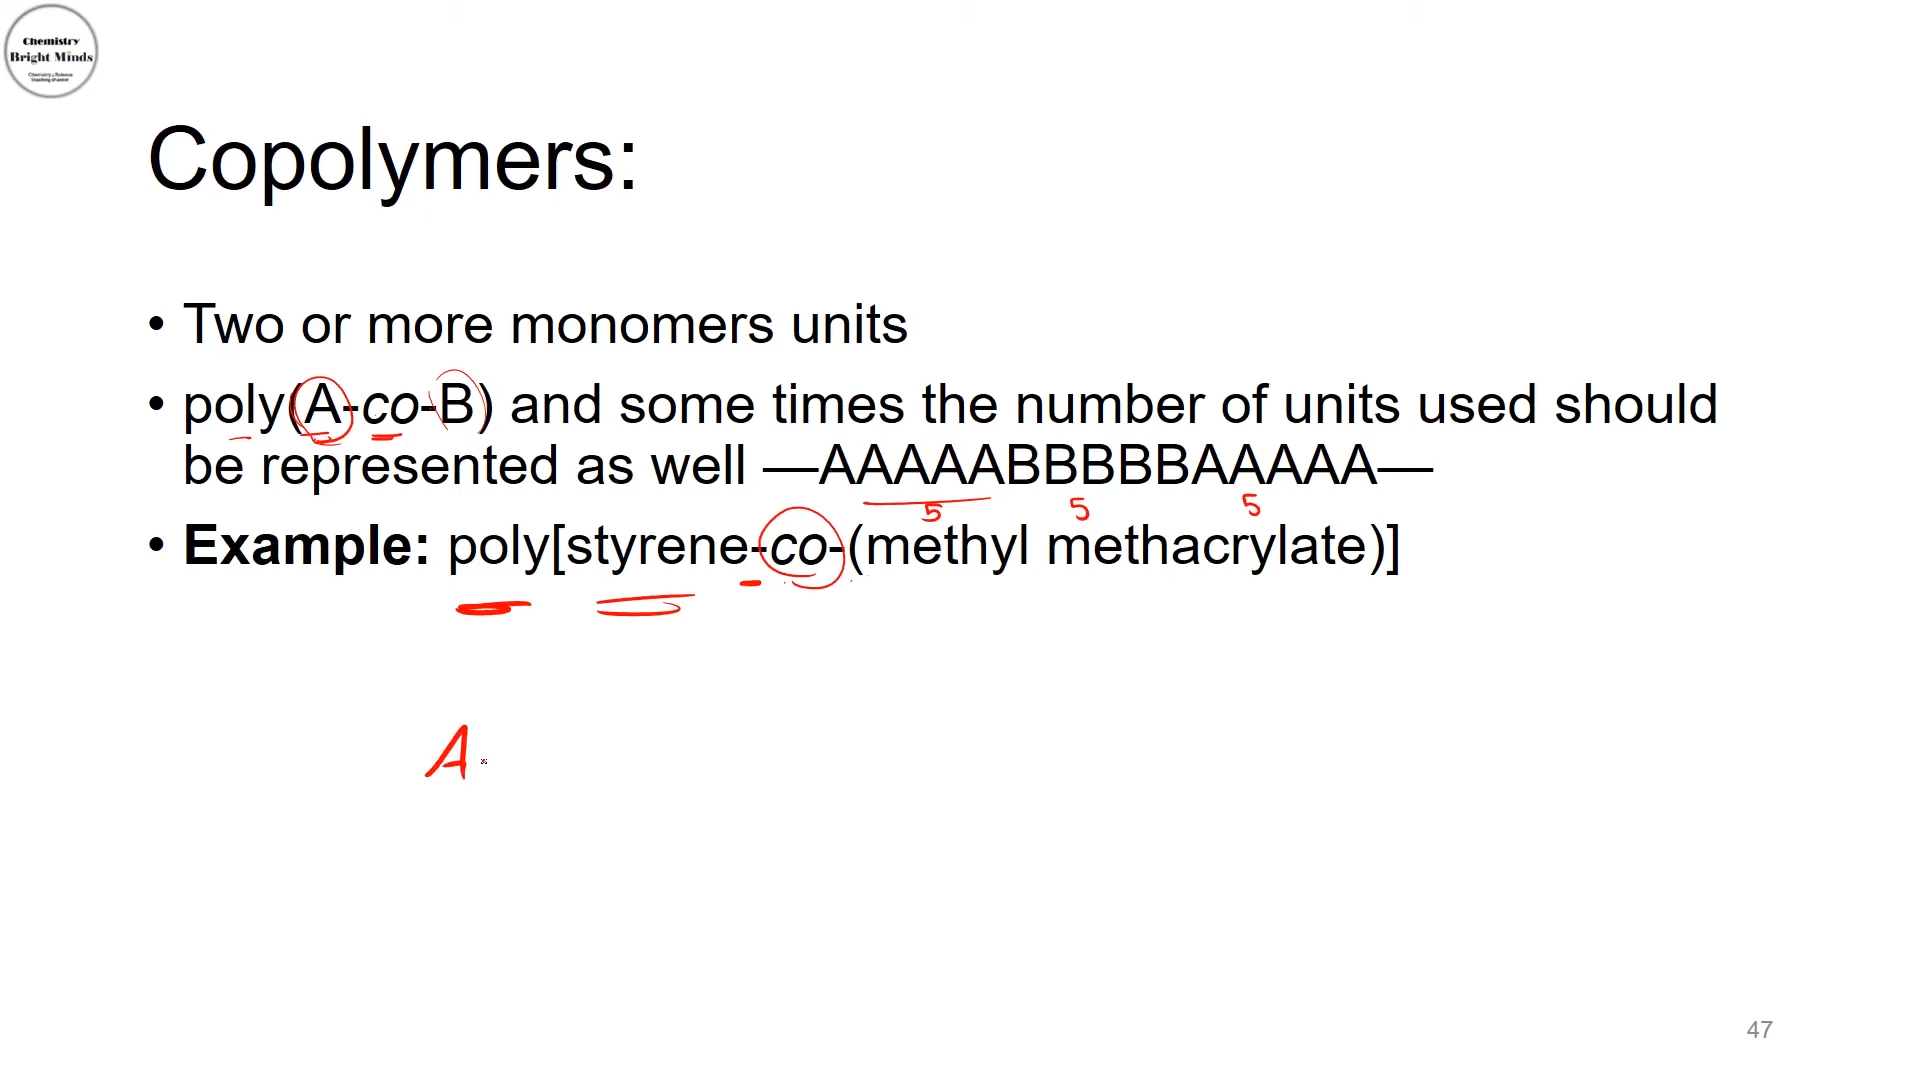 Chemistry
Bright Minds
Chemistry & Science
Teaching channel
Copolymers:
• Two or more monomers units
• poly(A-co-B) and some times the number of units used should
be represented as well —AAAAABBBBBAAAAA—
5 5 5
• Example: poly[styrene-co-(methyl methacrylate)]
A
47